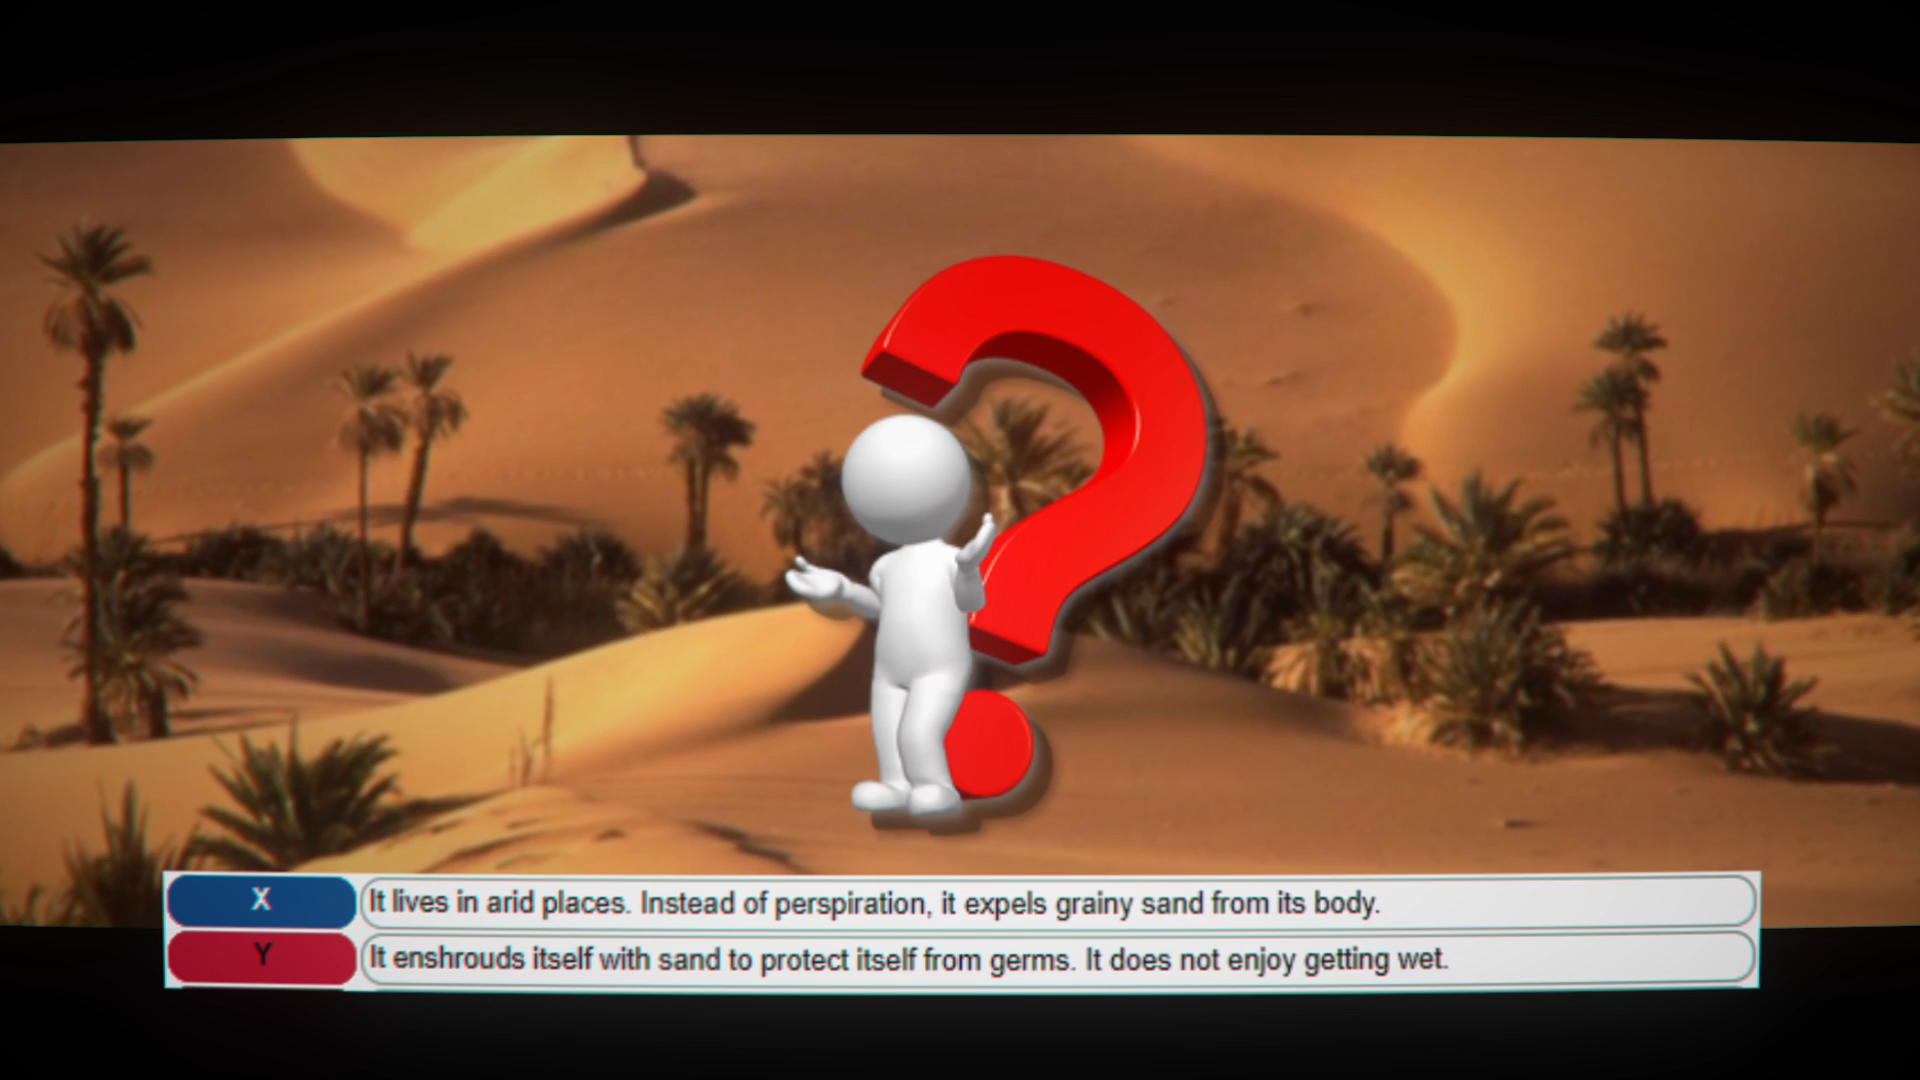 X
It lives in arid places. Instead of perspiration, it expels grainy sand from its body.
Y
It enshrouds itself with sand to protect itself from germs. It does not enjoy getting wet.